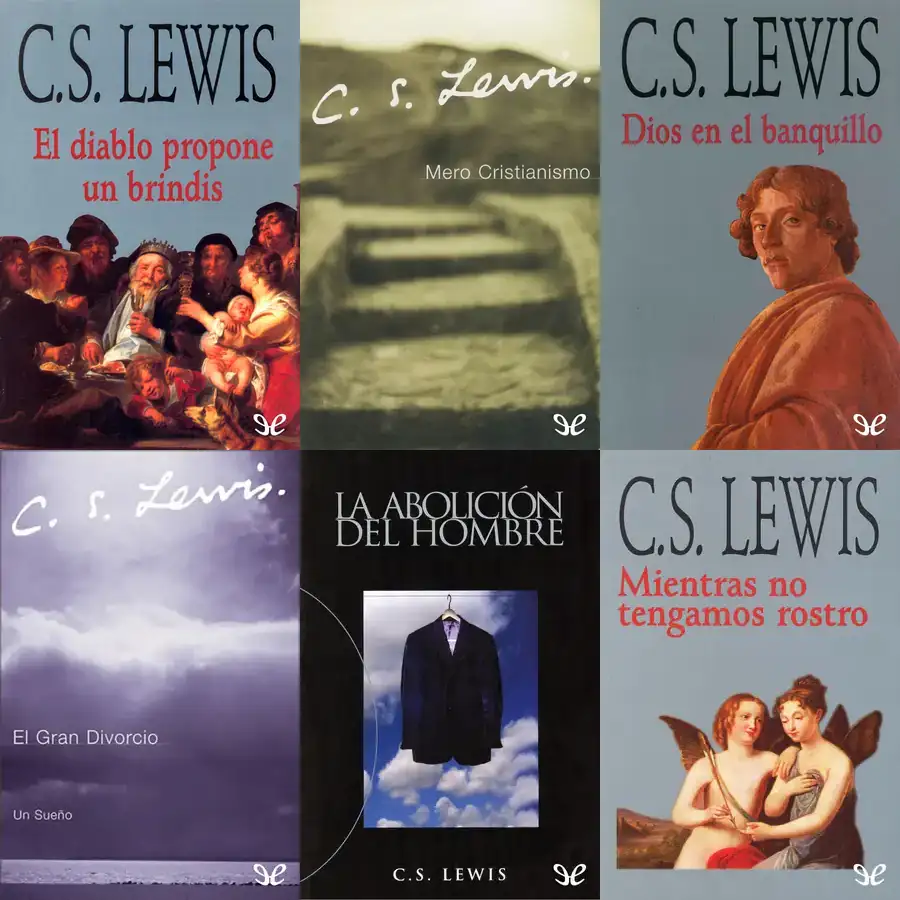 C.S. LEWIS
El diablo propone
un brindis
C. S. Lewis.
Mero Cristianismo
C.S. LEWIS
Dios en el banquillo
C. S. Lewis.
El Gran Divorcio
Un Sueño
LA ABOLICIÓN
DEL HOMBRE
C.S. LEWIS
C.S. LEWIS
Mientras no
tengamos rostro